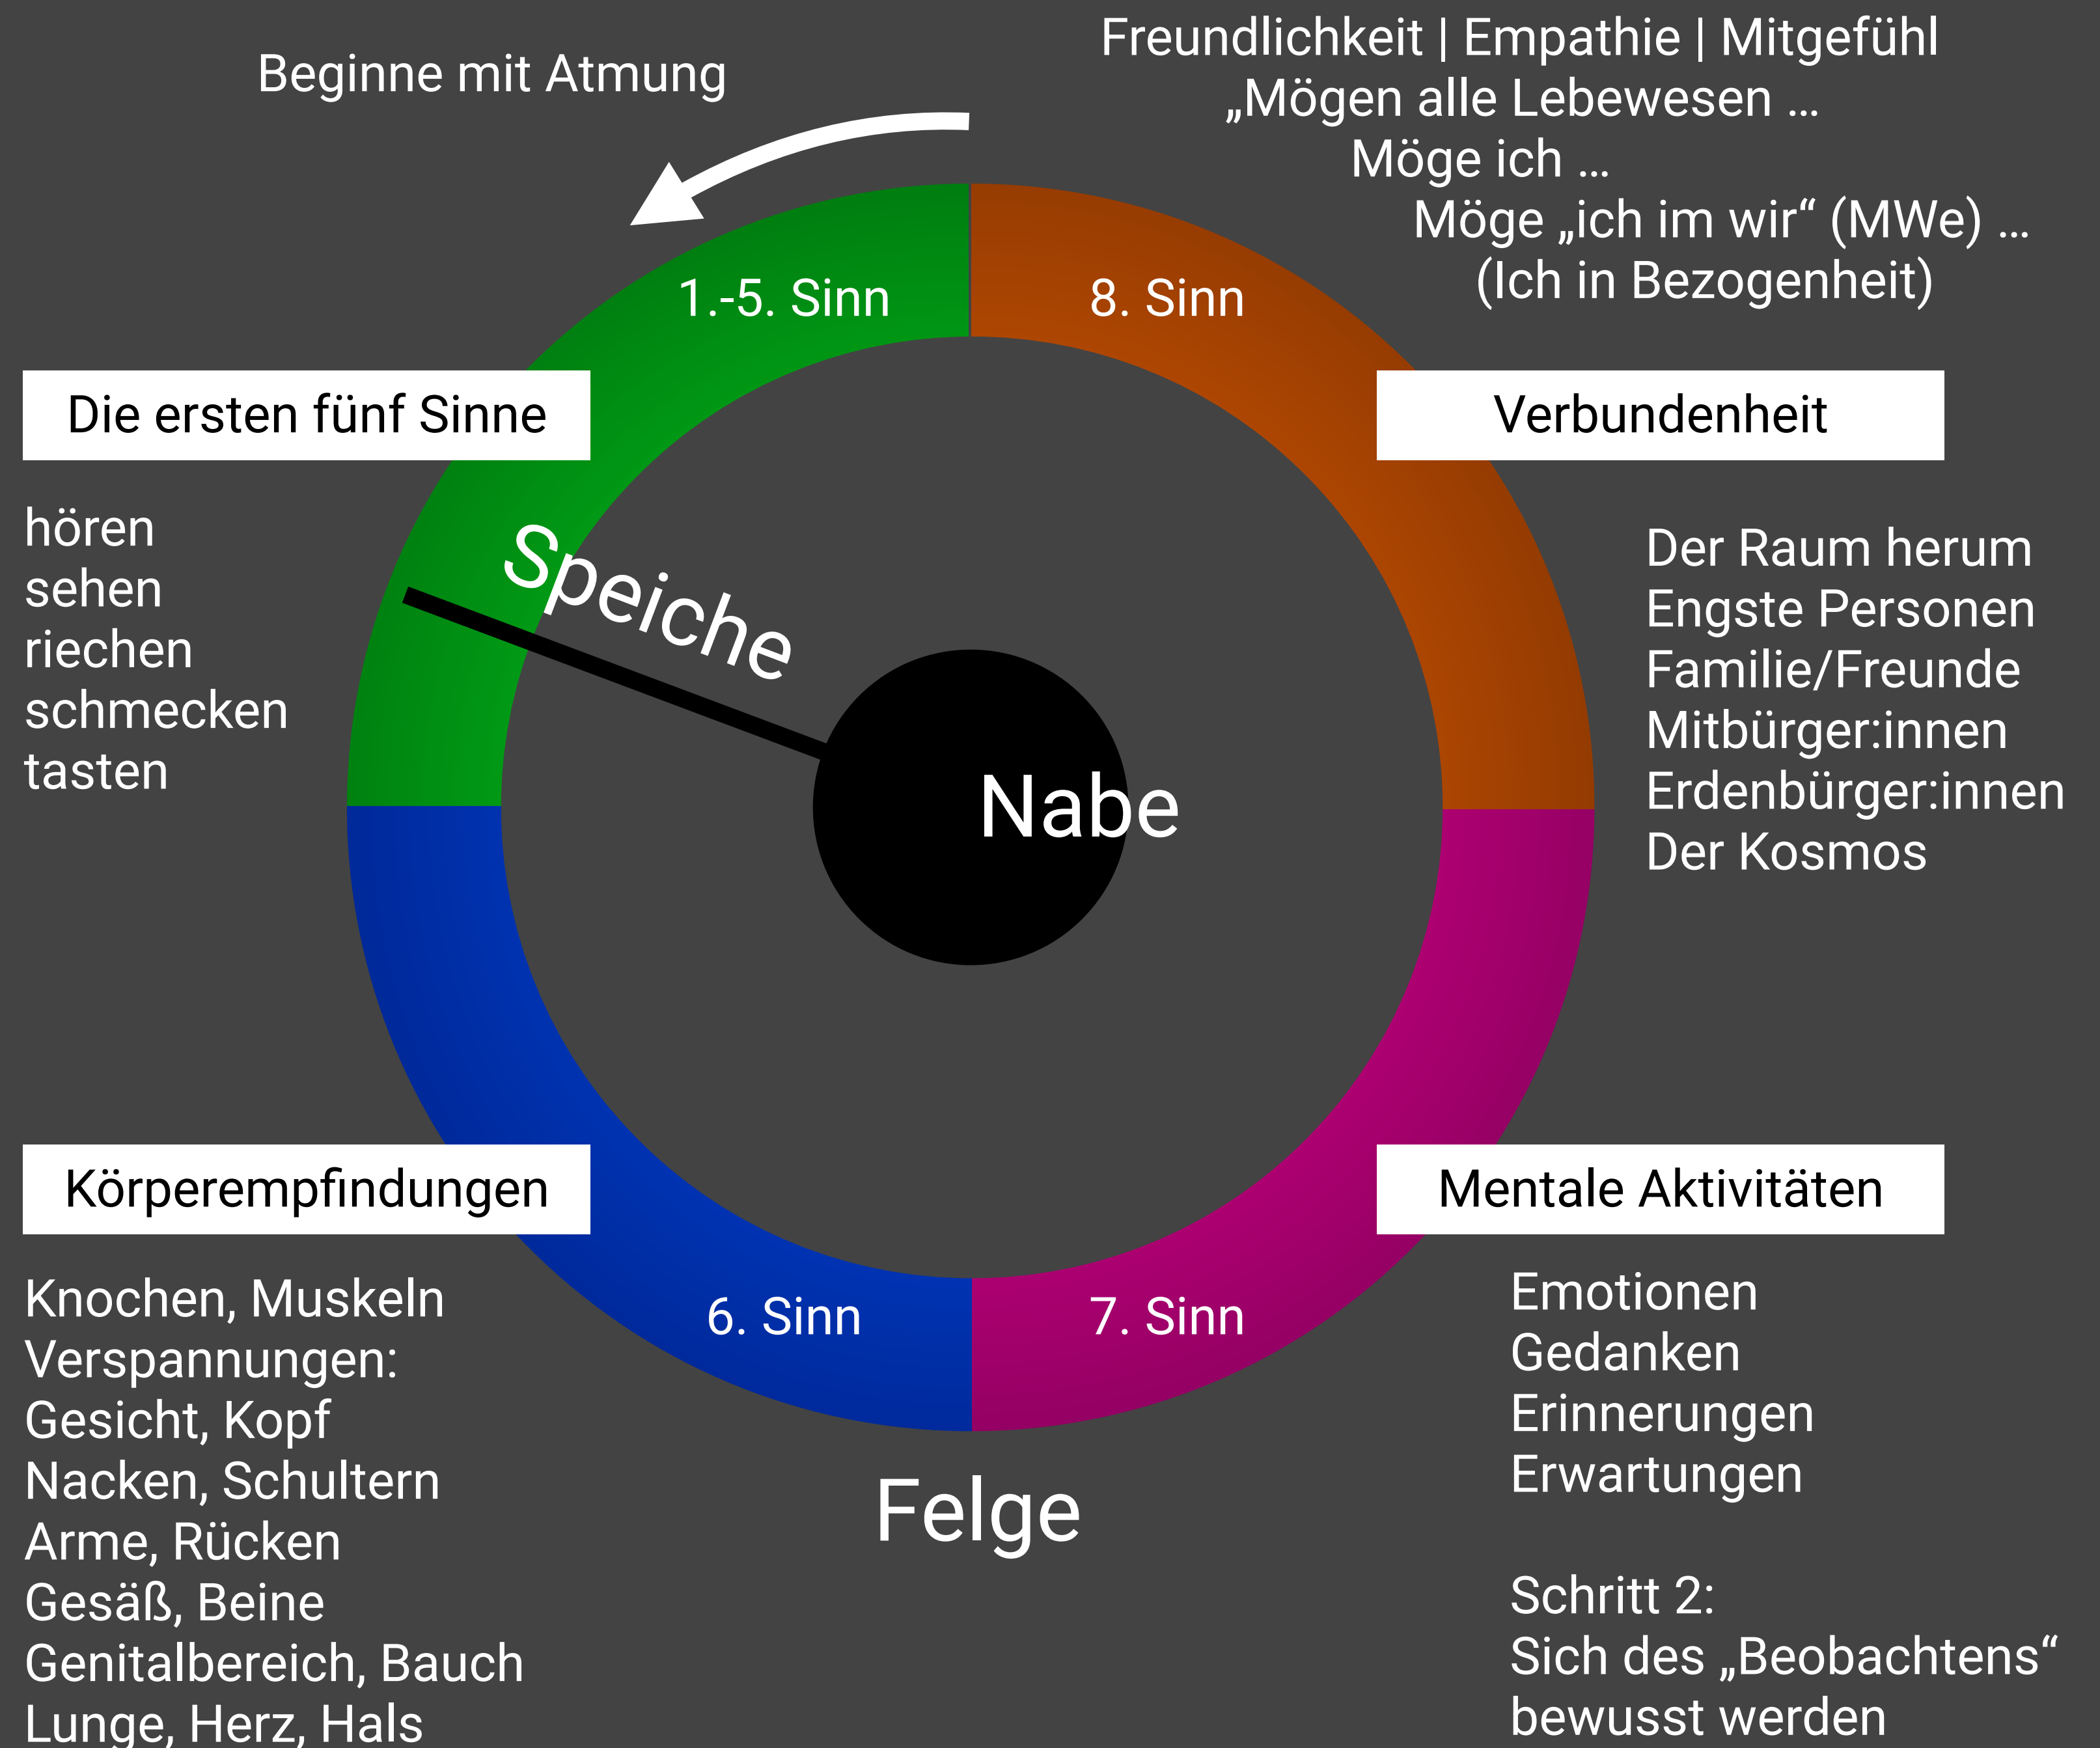 Beginne mit Atmung
Freundlichkeit | Empathie | Mitgefühl
„Mögen alle Lebewesen ...
Möge ich ...
Möge „ich im wir“ (MWe) ...
(Ich in Bezogenheit)
1.-5. Sinn
8. Sinn
Die ersten fünf Sinne
hören
sehen
riechen
schmecken
tasten
Verbundenheit
Der Raum herum
Engste Personen
Familie/Freunde
Mitbürger:innen
Erdenbürger:innen
Der Kosmos
Speiche
Nabe
Körperempfindungen
Knochen, Muskeln
Verspannungen:
Gesicht, Kopf
Nacken, Schultern
Arme, Rücken
Gesäß, Beine
Genitalbereich, Bauch
Lunge, Herz, Hals
6. Sinn
7. Sinn
Felge
Mentale Aktivitäten
Emotionen
Gedanken
Erinnerungen
Erwartungen
Schritt 2:
Sich des „Beobachtens“
bewusst werden